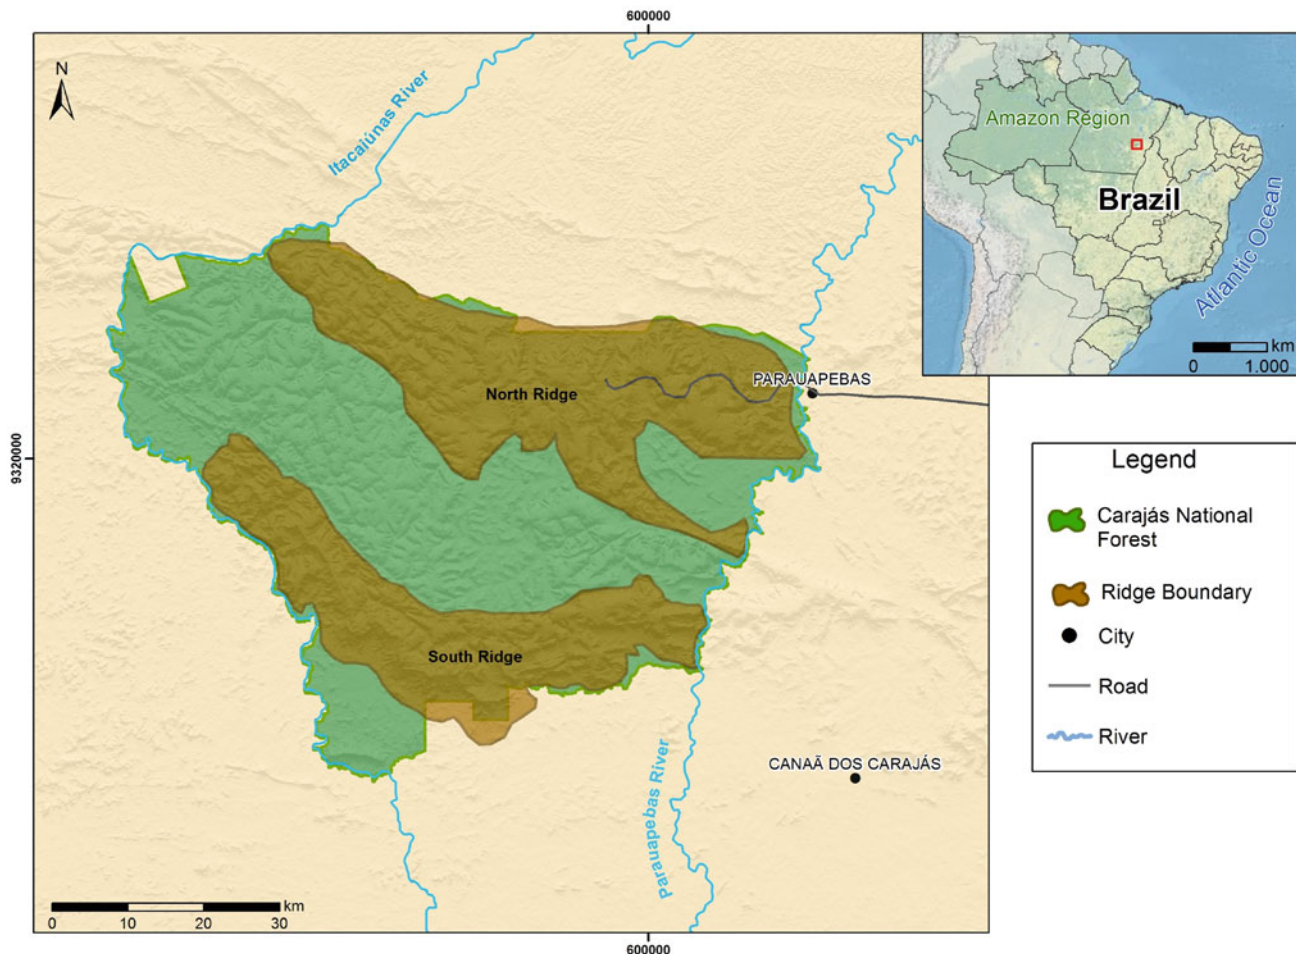 600000
N
Itacaiúnas River
Amazon Region
Brazil
Atlantic Ocean
km
0 1.000
PARAUAPEBAS
North Ridge
9320000
Legend
Carajás National
Forest
Ridge Boundary
City
Road
River
South Ridge
CANAÃ DOS CARAJÁS
Parauapebas River
km
0 10 20 30
600000